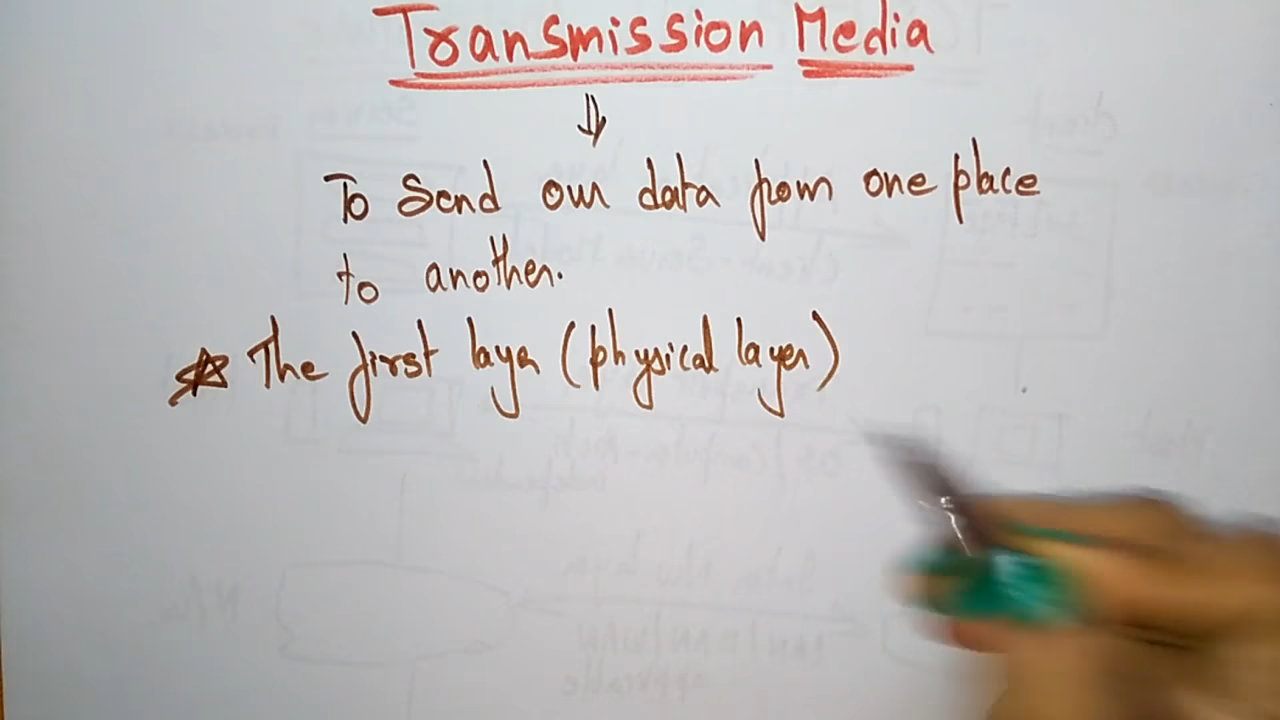 Transmission Media
To Send our data from one place
to another.
The first layer (physical layer)